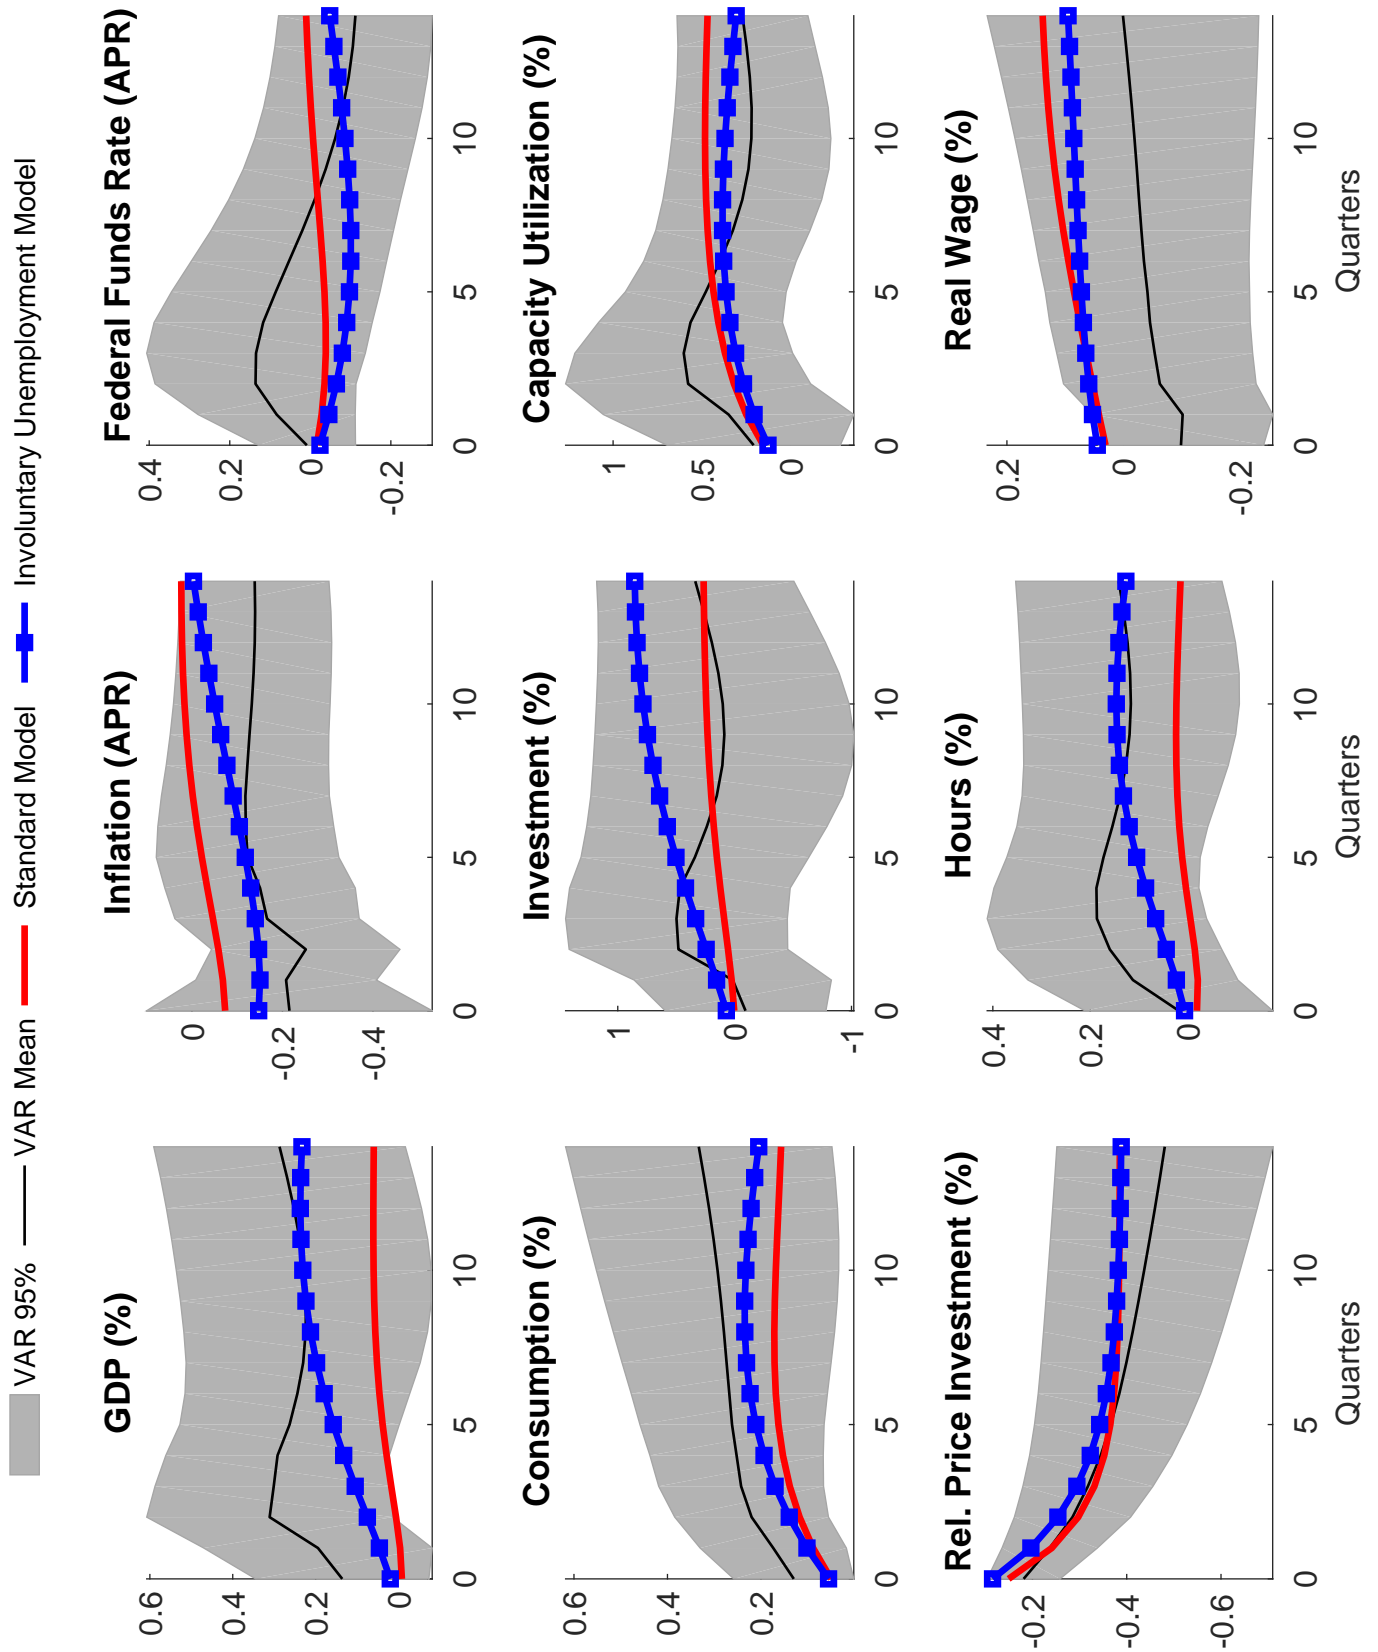 VAR 95% VAR Mean Standard Model Involuntary Unemployment Model
GDP (%)
0.6
0.4
0.2
0
0 5 10
Inflation (APR)
0
-0.2
-0.4
0 5 10
Federal Funds Rate (APR)
0.4
0.2
0
-0.2
0 5 10
Consumption (%)
0.6
0.4
0.2
0 5 10
Investment (%)
1
0
-1
0 5 10
Capacity Utilization (%)
1
0.5
0
0 5 10
Rel. Price Investment (%)
-0.2
-0.4
-0.6
0 5 10
Quarters
Hours (%)
0.4
0.2
0
0 5 10
Quarters
Real Wage (%)
0.2
0
-0.2
0 5 10
Quarters